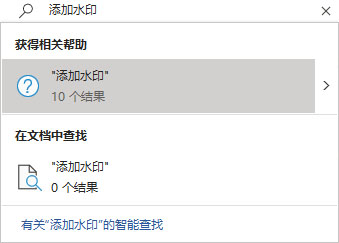 添加水印
获得相关帮助
"添加水印"
10 个结果
在文档中查找
"添加水印"
0 个结果
有关“添加水印”的智能查找